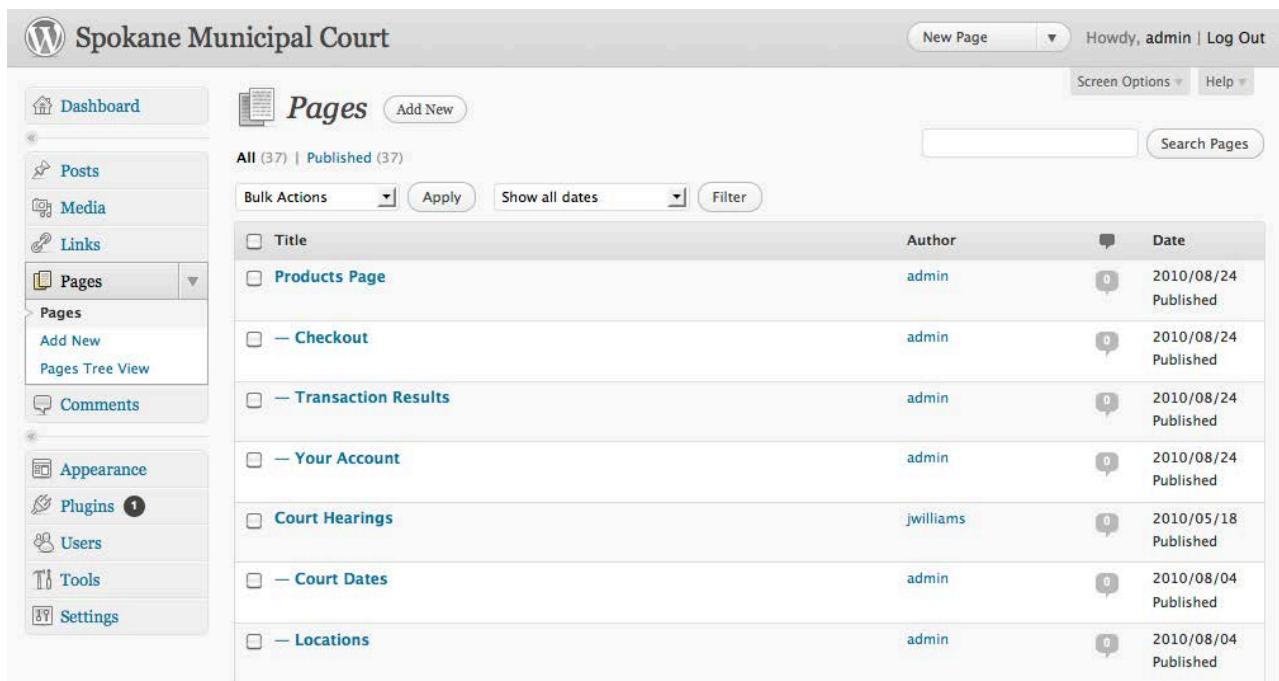 Spokane Municipal Court
New Page
Howdy, admin | Log Out
Screen Options
Help
Dashboard
Posts
Media
Links
Pages
Pages
Add New
Pages Tree View
Comments
Appearance
Plugins 1
Users
Tools
Settings
Pages
Add New
All (37) | Published (37)
Search Pages
Bulk Actions
Apply
Show all dates
Filter
Title Author Date
Products Page admin 0 2010/08/24
Published
— Checkout admin 0 2010/08/24
Published
— Transaction Results admin 0 2010/08/24
Published
— Your Account admin 0 2010/08/24
Published
Court Hearings jwilliams 0 2010/05/18
Published
— Court Dates admin 0 2010/08/04
Published
— Locations admin 0 2010/08/04
Published